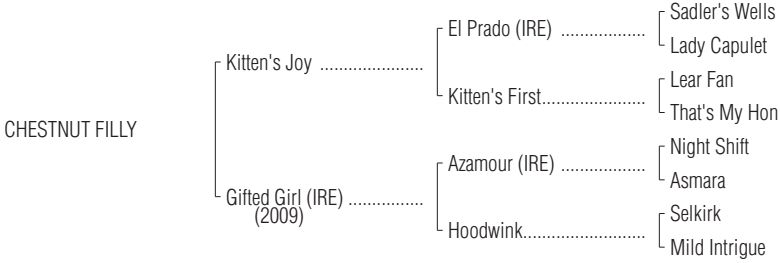 Sadler's Wells
El Prado (IRE) ...................
Lady Capulet
Kitten's Joy ......................
Lear Fan
Kitten's First......................
That's My Hon
CHESTNUT FILLY
Night Shift
Azamour (IRE) ..................
Asmara
Gifted Girl (IRE) ................
(2009)
Selkirk
Hoodwink..........................
Mild Intrigue